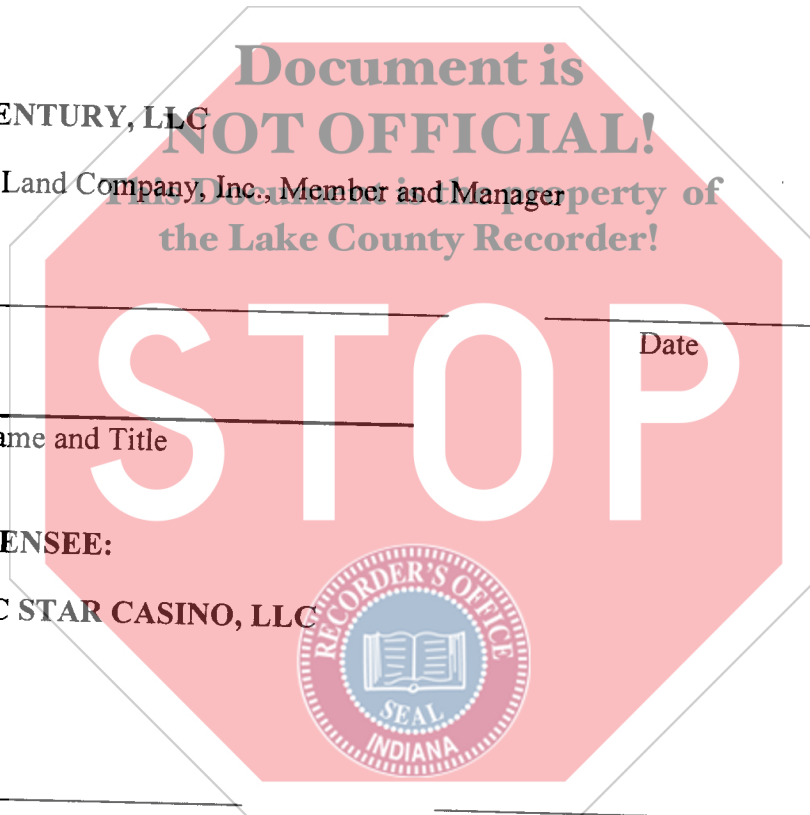 Document is
ENTURY, LLC
NOT OFFICIAL!
Land Company, Inc., Member and Manager
This Document is the property of
the Lake County Recorder!
STOP
Date
ame and Title
ENSEE:
C STAR CASINO, LLC
RECORDER'S OFFICE
SEAL
INDIANA